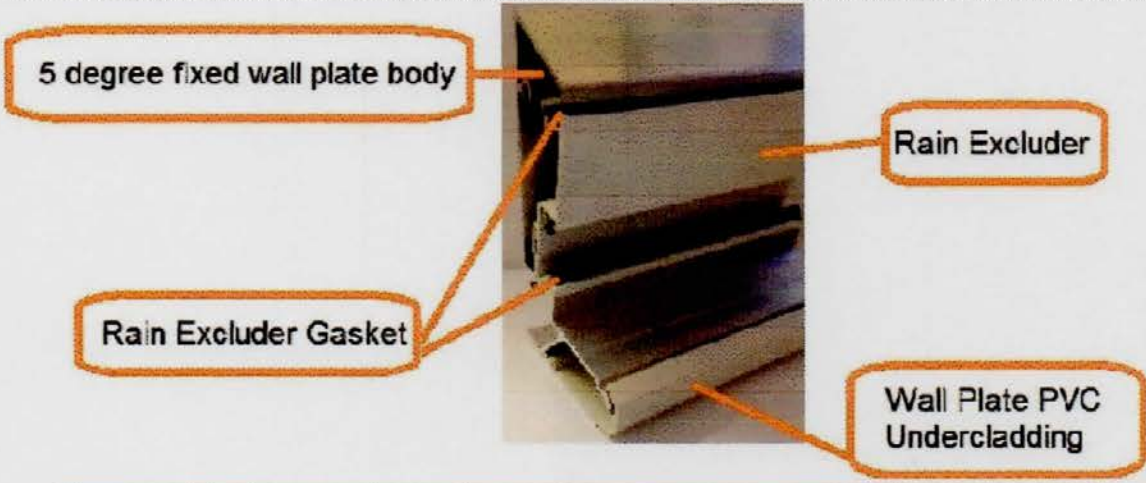 5 degree fixed wall plate body
Rain Excluder
Rain Excluder Gasket
Wall Plate PVC
Undercladding